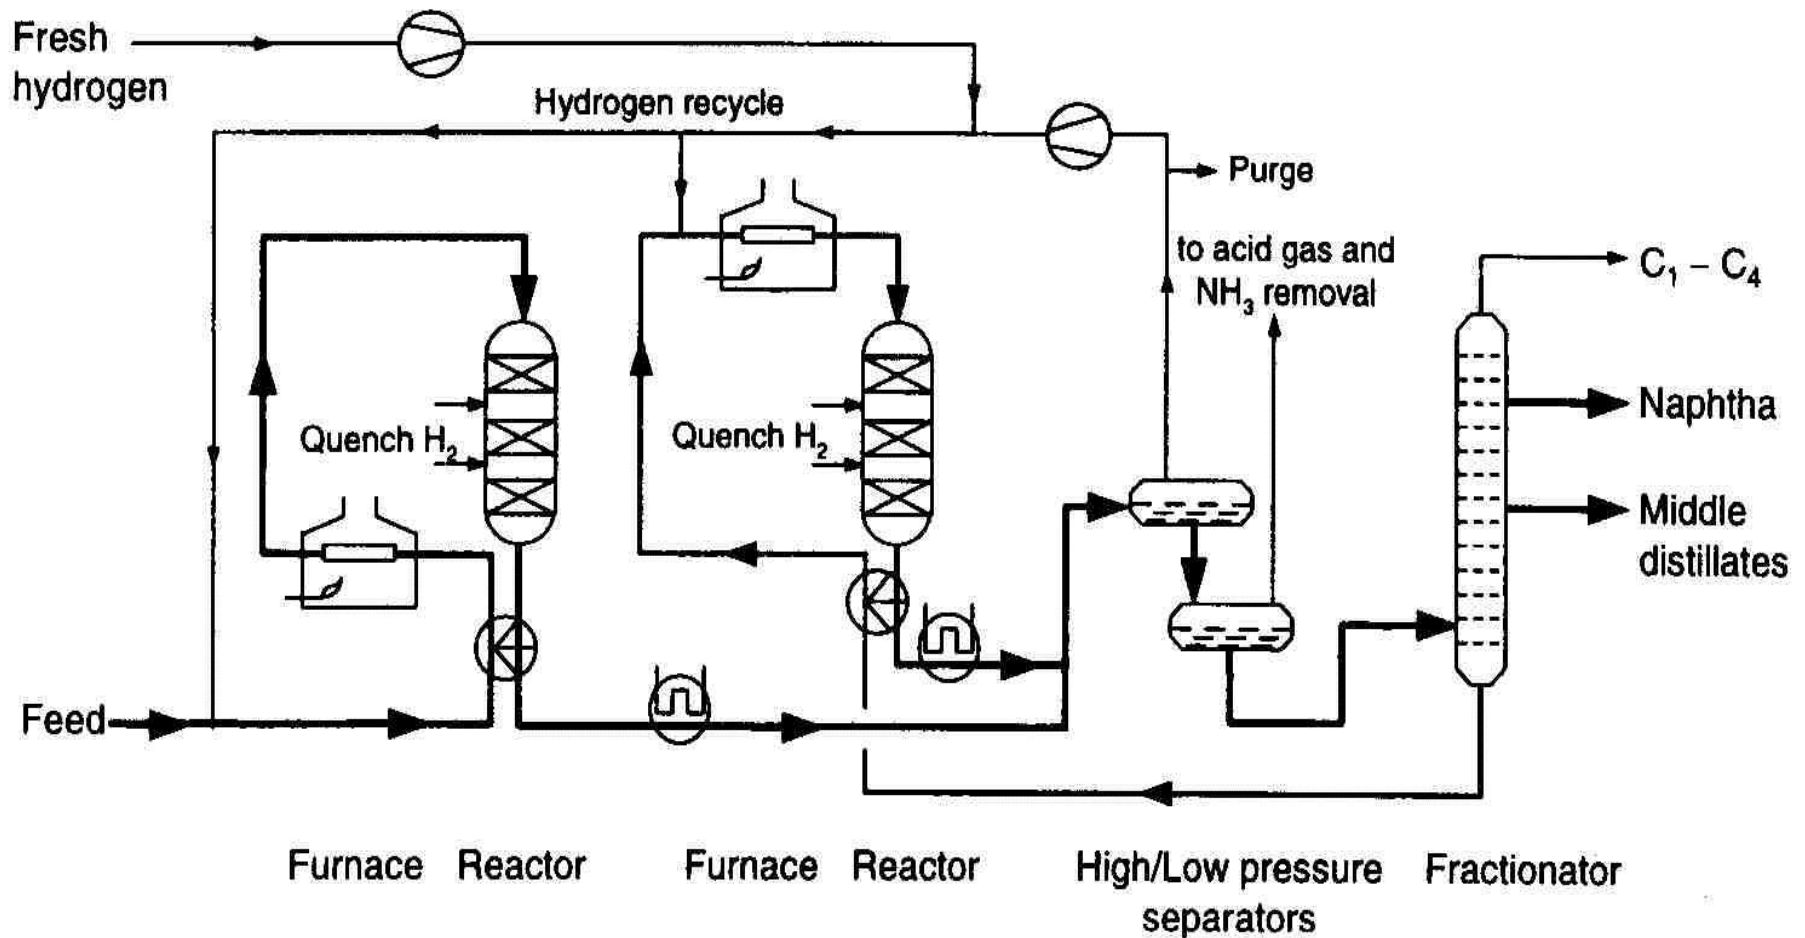 Fresh
hydrogen
Hydrogen recycle
Purge
to acid gas and
NH₃ removal
C₁ – C₄
Naphtha
Quench H₂
Quench H₂
Middle
distillates
Feed
Furnace
Reactor
Furnace
Reactor
High/Low pressure
separators
Fractionator